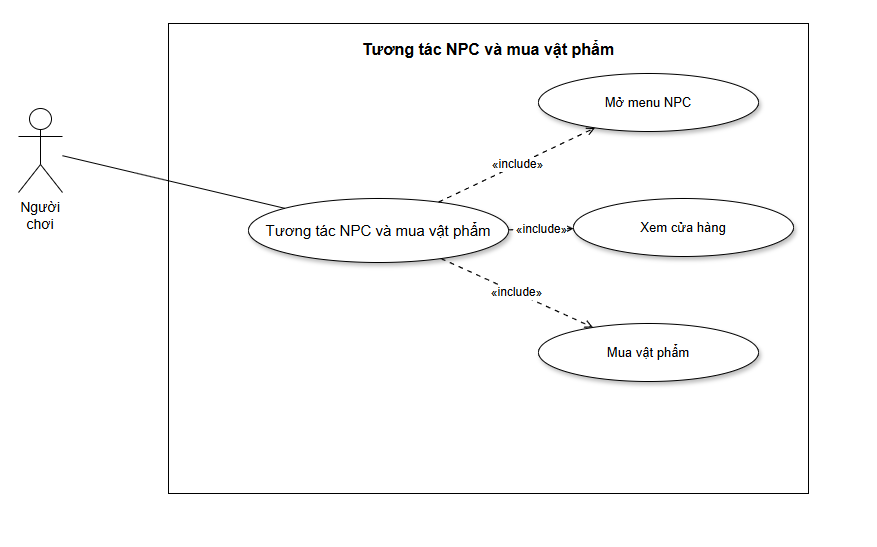 Tương tác NPC và mua vật phẩm
Mở menu NPC
«include»
Người
chơi
Tương tác NPC và mua vật phẩm
«include»
Xem cửa hàng
«include»
Mua vật phẩm